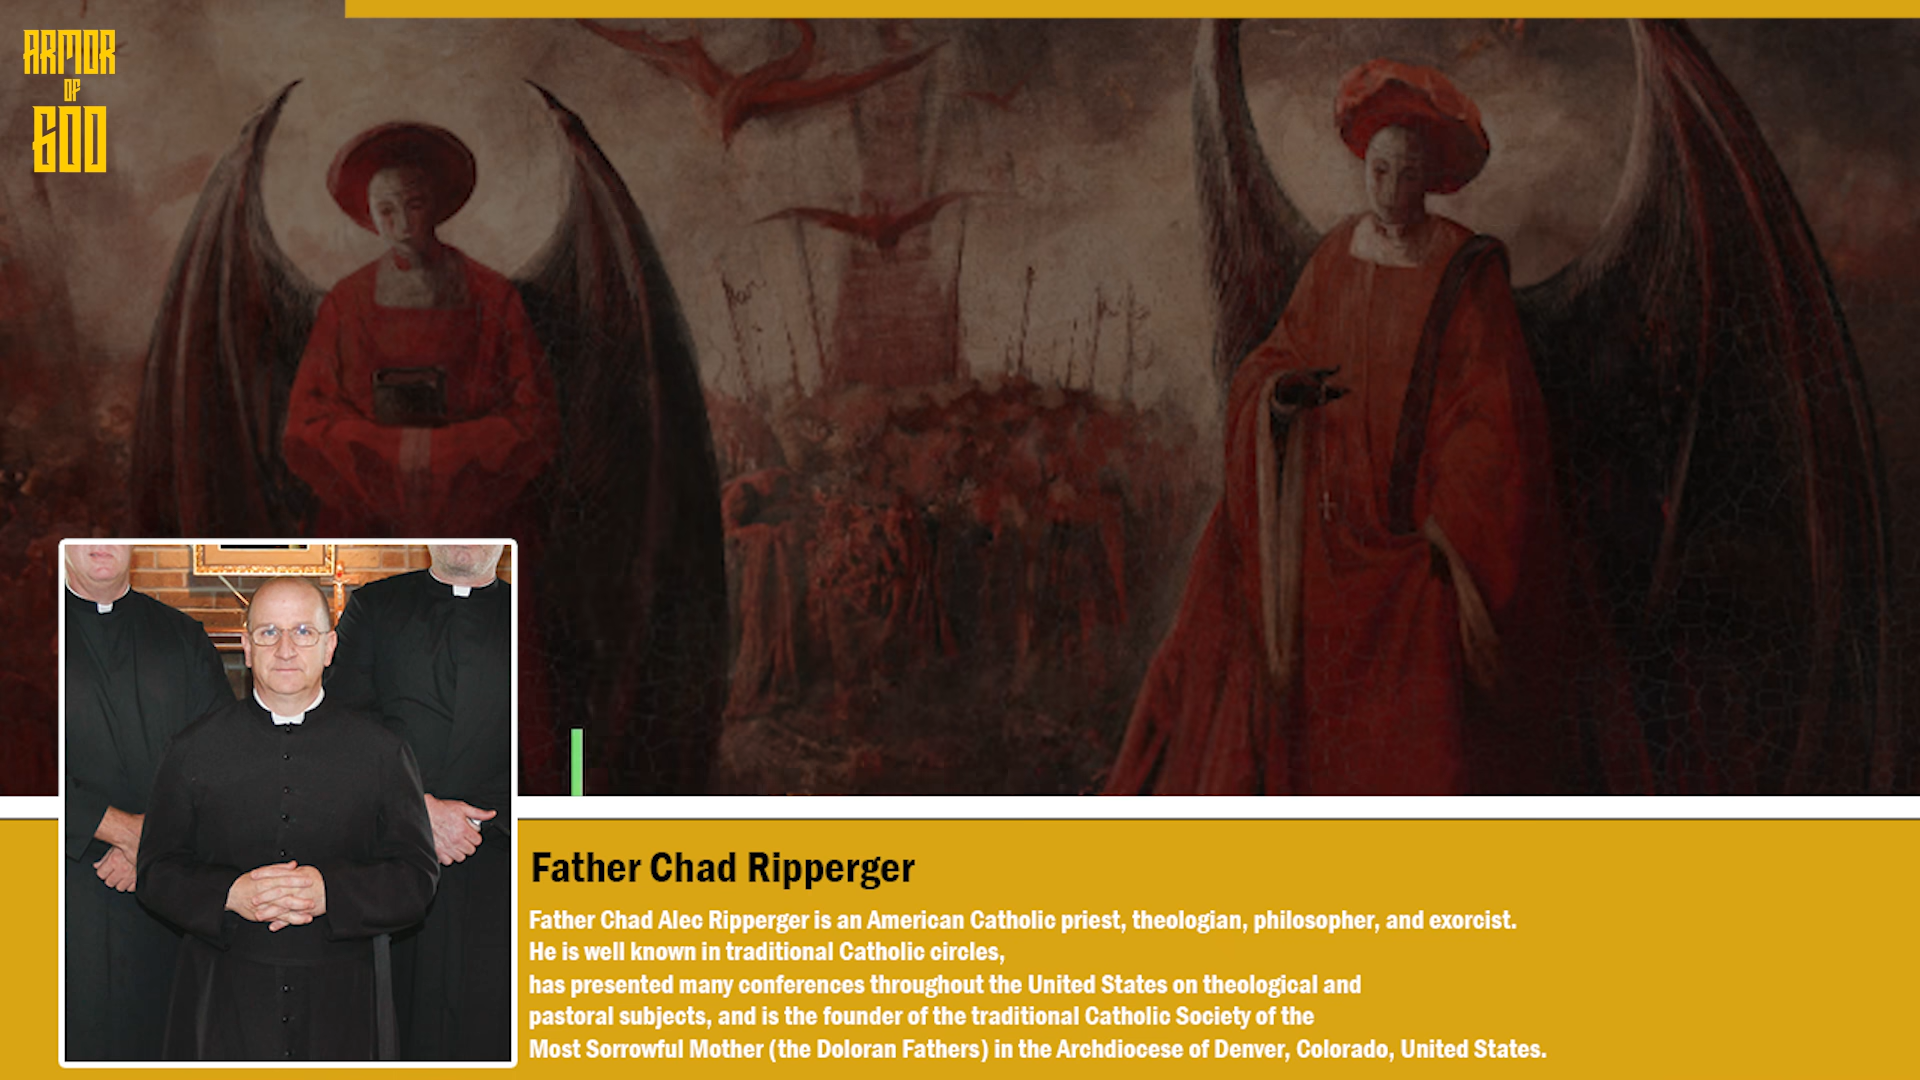 ARMOR
OF
GOD
Father Chad Ripperger
Father Chad Alec Ripperger is an American Catholic priest, theologian, philosopher, and exorcist.
He is well known in traditional Catholic circles,
has presented many conferences throughout the United States on theological and
pastoral subjects, and is the founder of the traditional Catholic Society of the
Most Sorrowful Mother (the Doloran Fathers) in the Archdiocese of Denver, Colorado, United States.